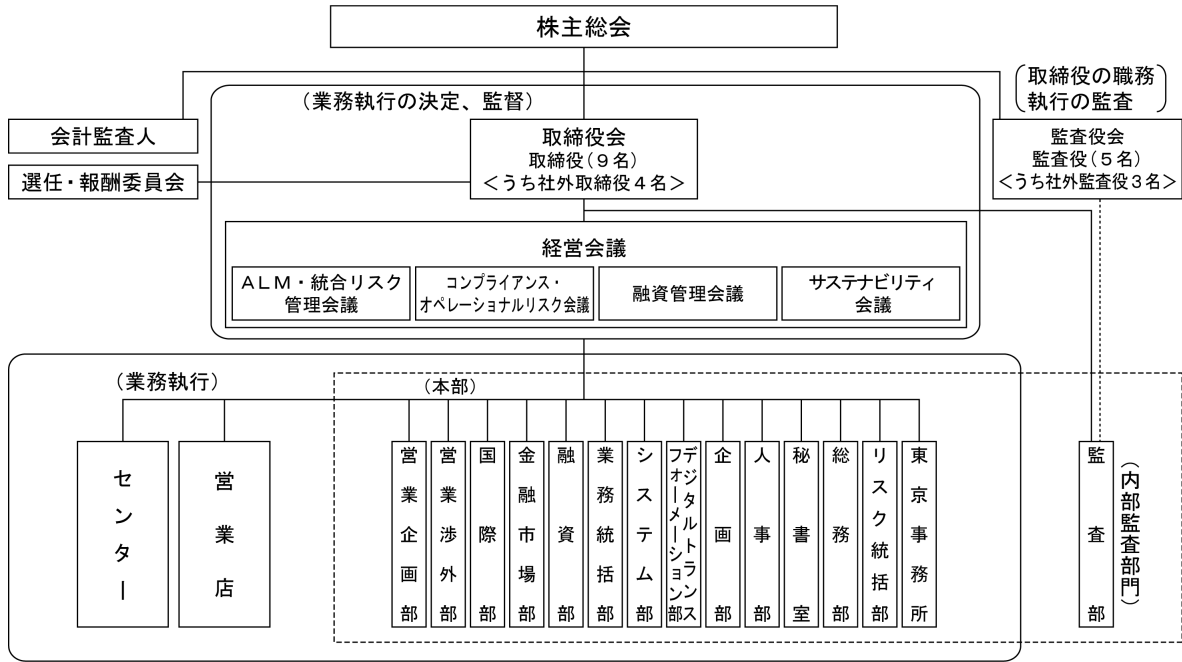 株主総会
（取締役の職務
執行の監査）
（業務執行の決定、監督）
会計監査人
選任・報酬委員会
取締役会
取締役（９名）
＜うち社外取締役４名＞
監査役会
監査役（５名）
＜うち社外監査役３名＞
経営会議
ＡＬＭ・統合リスク
管理会議
コンプライアンス・
オペレーショナルリスク会議
融資管理会議
サステナビリティ
会議
（業務執行）
（本部）
センター
営業店
営業企画部
営業渉外部
国際部
金融市場部
融資部
業務統括部
システム部
デジタルトランス
フォーメーション部
企画部
人事部
秘書室
総務部
リスク統括部
東京事務所
監査部
（内部監査部門）